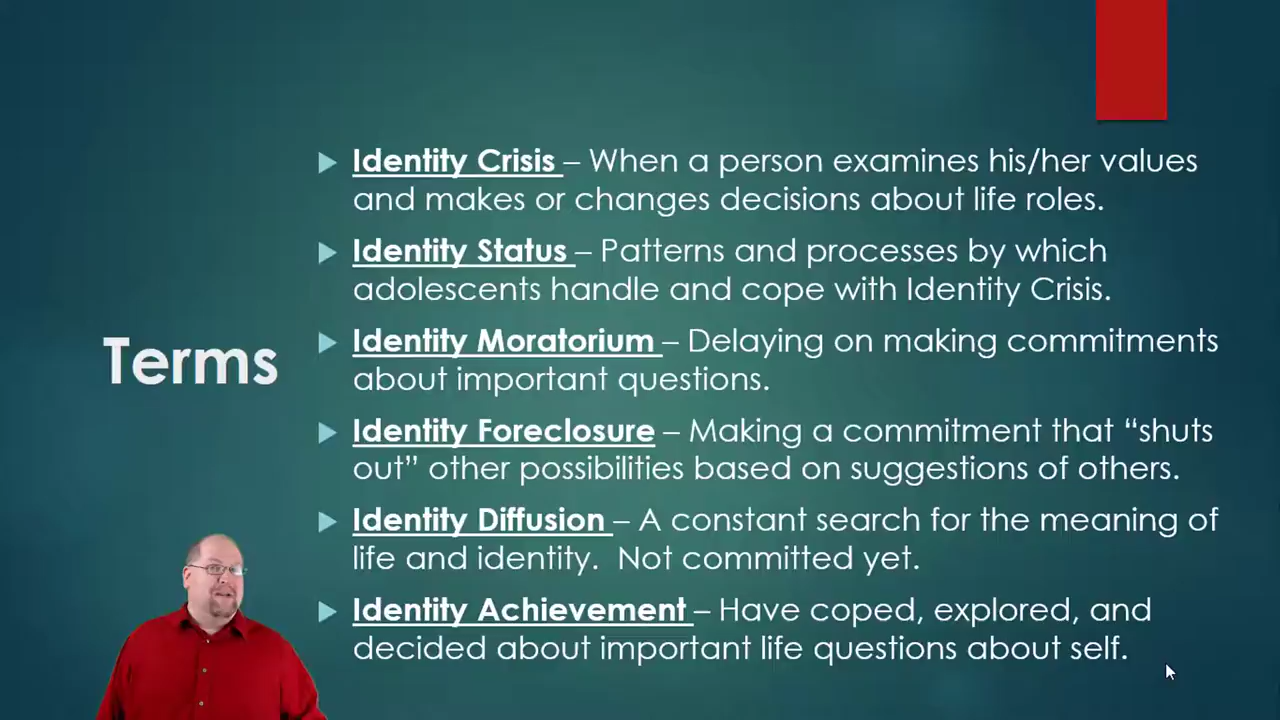 Terms
Identity Crisis – When a person examines his/her values
and makes or changes decisions about life roles.
Identity Status – Patterns and processes by which
adolescents handle and cope with Identity Crisis.
Identity Moratorium – Delaying on making commitments
about important questions.
Identity Foreclosure – Making a commitment that “shuts
out” other possibilities based on suggestions of others.
Identity Diffusion – A constant search for the meaning of
life and identity.  Not committed yet.
Identity Achievement – Have coped, explored, and
decided about important life questions about self.